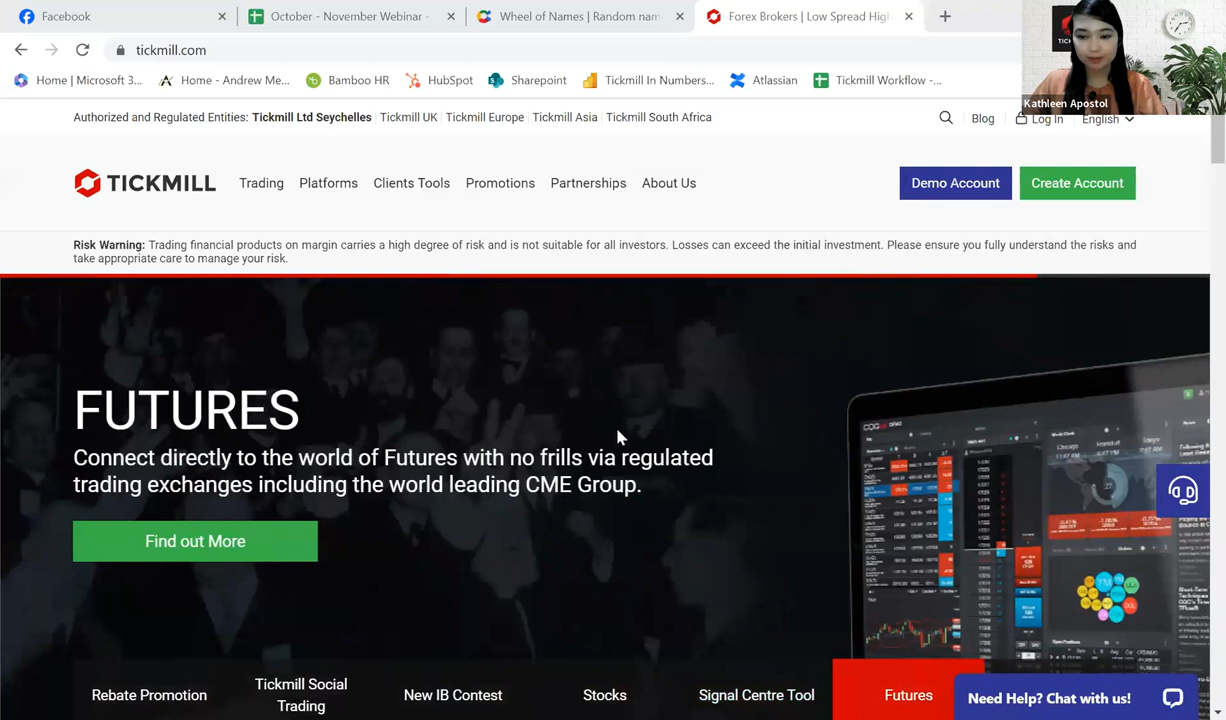 Facebook
October - November Webinar -
Wheel of Names | Random nam
Forex Brokers | Low Spread Hig
tickmill.com
Home | Microsoft 3...
Home - Andrew Me...
Bamboo HR
HubSpot
Sharepoint
Tickmill In Numbers...
Atlassian
Tickmill Workflow -...
Kathleen Apostol
Authorized and Regulated Entities: Tickmill Ltd Seychelles | Tickmill UK | Tickmill Europe | Tickmill Asia | Tickmill South Africa
Blog
Log In
English
TICKMILL
Trading
Platforms
Clients Tools
Promotions
Partnerships
About Us
Demo Account
Create Account
Risk Warning: Trading financial products on margin carries a high degree of risk and is not suitable for all investors. Losses can exceed the initial investment. Please ensure you fully understand the risks and
take appropriate care to manage your risk.
FUTURES
Connect directly to the world of Futures with no frills via regulated
trading exchanges including the world leading CME Group.
Find out More
Rebate Promotion
Tickmill Social
Trading
New IB Contest
Stocks
Signal Centre Tool
Futures
Need Help? Chat with us!